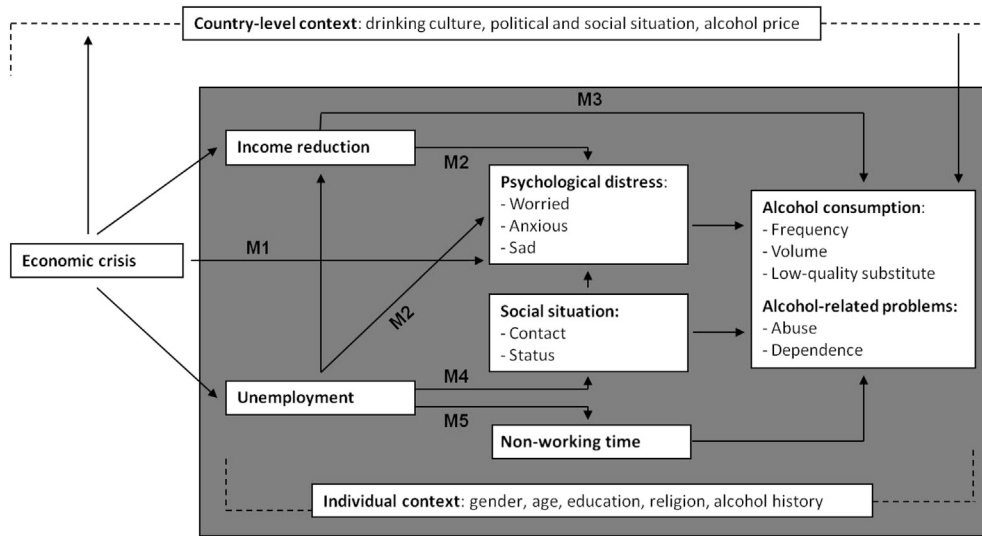 Country-level context: drinking culture, political and social situation, alcohol price
M3
Income reduction
M2
Psychological distress:
- Worried
- Anxious
- Sad
Alcohol consumption:
- Frequency
- Volume
- Low-quality substitute
Alcohol-related problems:
- Abuse
- Dependence
Economic crisis
M1
M2
Social situation:
- Contact
- Status
Unemployment
M4
M5
Non-working time
Individual context: gender, age, education, religion, alcohol history